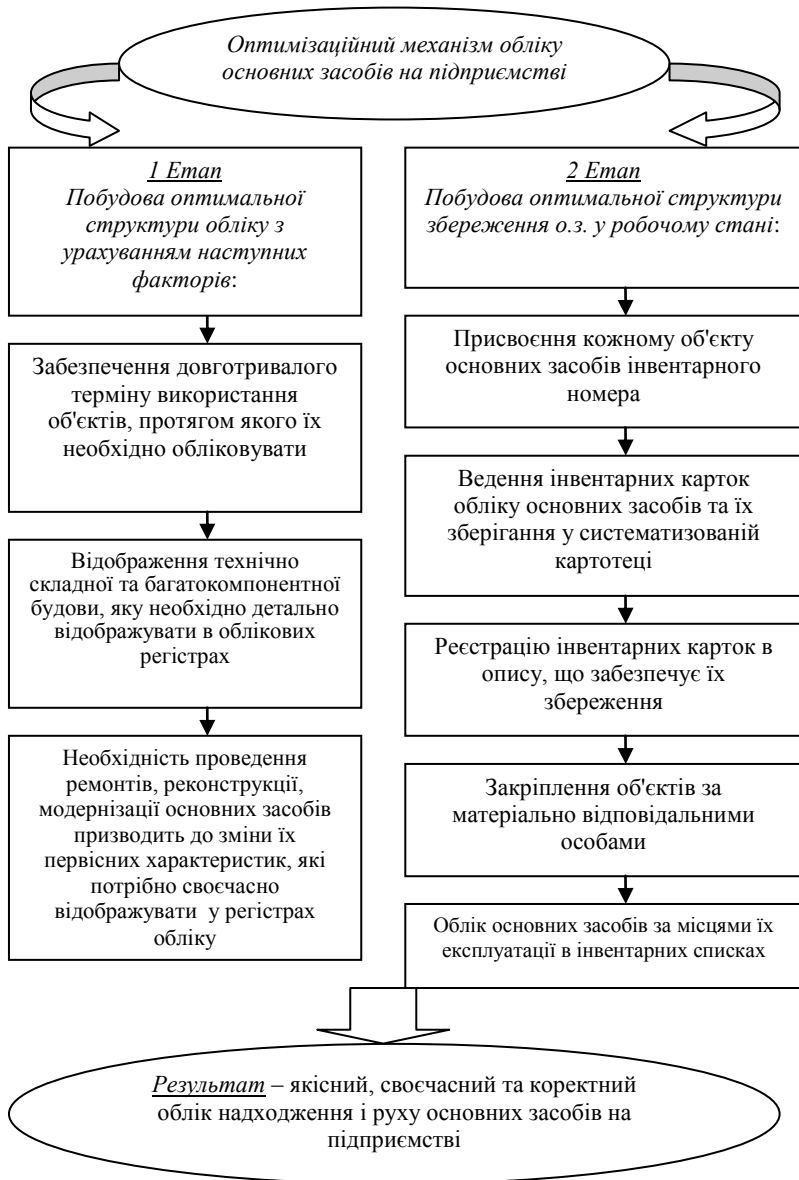 Оптимізаційний механізм обліку
основних засобів на підприємстві
1 Етап
Побудова оптимальної
структури обліку з
урахуванням наступних
факторів:
Забезпечення довготривалого
терміну використання
об'єктів, протягом якого їх
необхідно обліковувати
Відображення технічно
складної та багатокомпонентної
будови, яку необхідно детально
відображувати в облікових
регістрах
Необхідність проведення
ремонтів, реконструкції,
модернізації основних засобів
призводить до зміни їх
первісних характеристик, які
потрібно своєчасно
відображувати у регістрах
обліку
2 Етап
Побудова оптимальної структури
збереження о.з. у робочому стані:
Присвоєння кожному об'єкту
основних засобів інвентарного
номера
Ведення інвентарних карток
обліку основних засобів та їх
зберігання у систематизованій
картотеці
Реєстрацію інвентарних карток в
опису, що забезпечує їх
збереження
Закріплення об'єктів за
матеріально відповідальними
особами
Облік основних засобів за місцями їх
експлуатації в інвентарних списках
Результат – якісний, своєчасний та коректний
облік надходження і руху основних засобів на
підприємстві